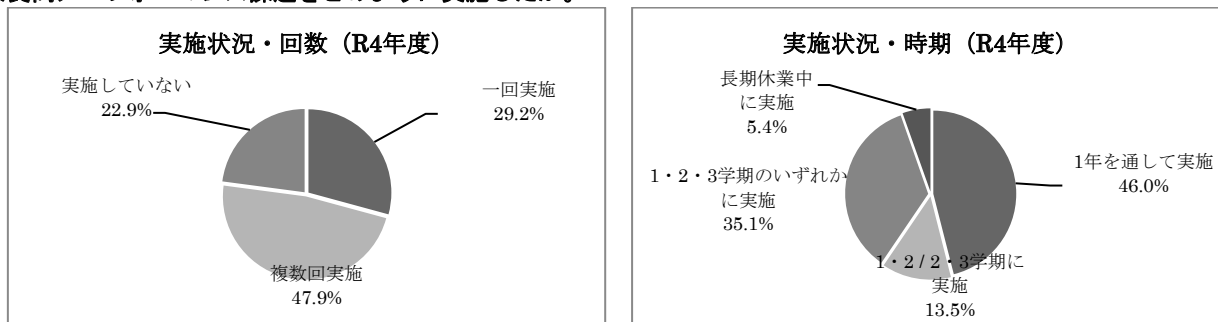 実施状況・回数（R4年度）
実施していない
22.9%
一回実施
29.2%
複数回実施
47.9%
実施状況・時期（R4年度）
長期休業中
に実施
5.4%
1年を通して実施
46.0%
1・2・3学期のいずれか
に実施
35.1%
1・2 / 2・3学期に
実施
13.5%